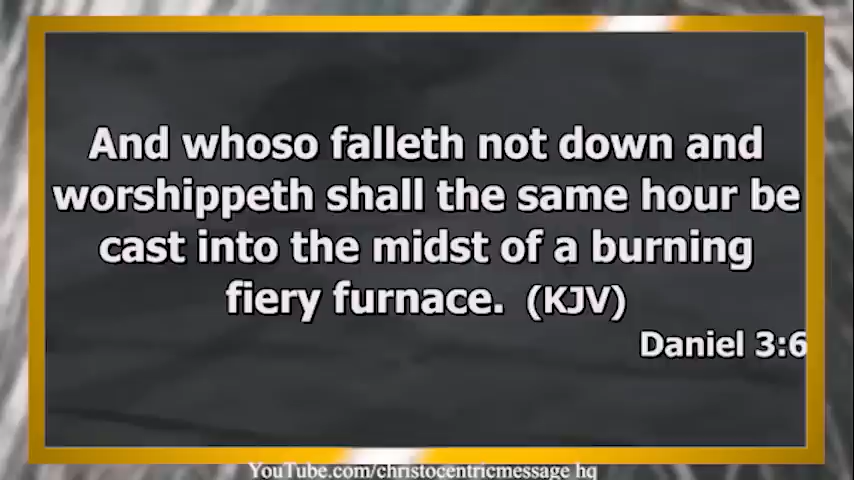 And whoso falleth not down and
worshippeth shall the same hour be
cast into the midst of a burning
fiery furnace. (KJV)
Daniel 3:6
YouTube.com/christocentricmessage hq